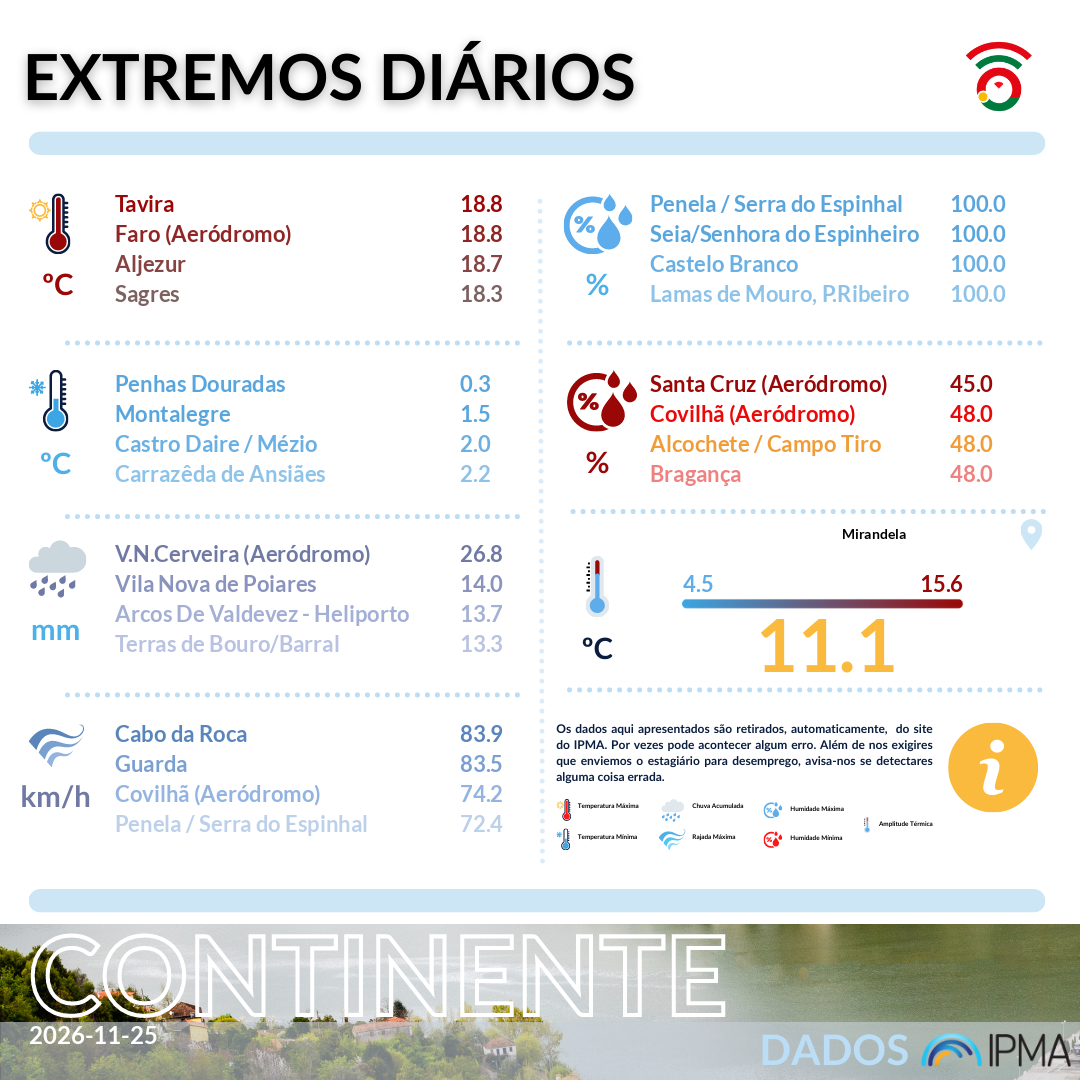 EXTREMOS DIÁRIOS
Tavira 18.8
Faro (Aeródromo) 18.8
Aljezur 18.7
Sagres 18.3
ºC
Penhas Douradas 0.3
Montalegre 1.5
Castro Daire / Mézio 2.0
Carrazêda de Ansiães 2.2
ºC
V.N.Cerveira (Aeródromo) 26.8
Vila Nova de Poiares 14.0
Arcos De Valdevez - Heliporto 13.7
Terras de Bouro/Barral 13.3
mm
Cabo da Roca 83.9
Guarda 83.5
Covilhã (Aeródromo) 74.2
Penela / Serra do Espinhal 72.4
km/h
%
Penela / Serra do Espinhal 100.0
Seia/Senhora do Espinheiro 100.0
Castelo Branco 100.0
Lamas de Mouro, P.Ribeiro 100.0
%
%
Santa Cruz (Aeródromo) 45.0
Covilhã (Aeródromo) 48.0
Alcochete / Campo Tiro 48.0
Bragança 48.0
%
Mirandela
4.5 15.6
11.1
ºC
Os dados aqui apresentados são retirados, automaticamente, do site
do IPMA. Por vezes pode acontecer algum erro. Além de nos exigires
que enviemos o estagiário para desemprego, avisa-nos se detectares
alguma coisa errada.
i
Temperatura Máxima
Chuva Acumulada
Humidade Máxima
Amplitude Térmica
Temperatura Mínima
Rajada Máxima
Humidade Mínima
CONTINENTE
2026-11-25
DADOS IPMA